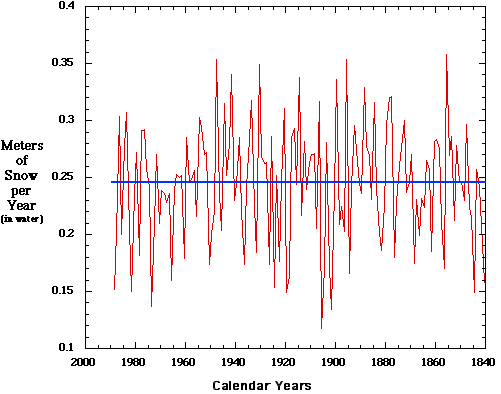 0.4
0.35
0.3
0.25
0.2
0.15
0.1
Meters
of
Snow
per
Year
(in water)
2000 1980 1960 1940 1920 1900 1880 1860 1840
Calendar Years